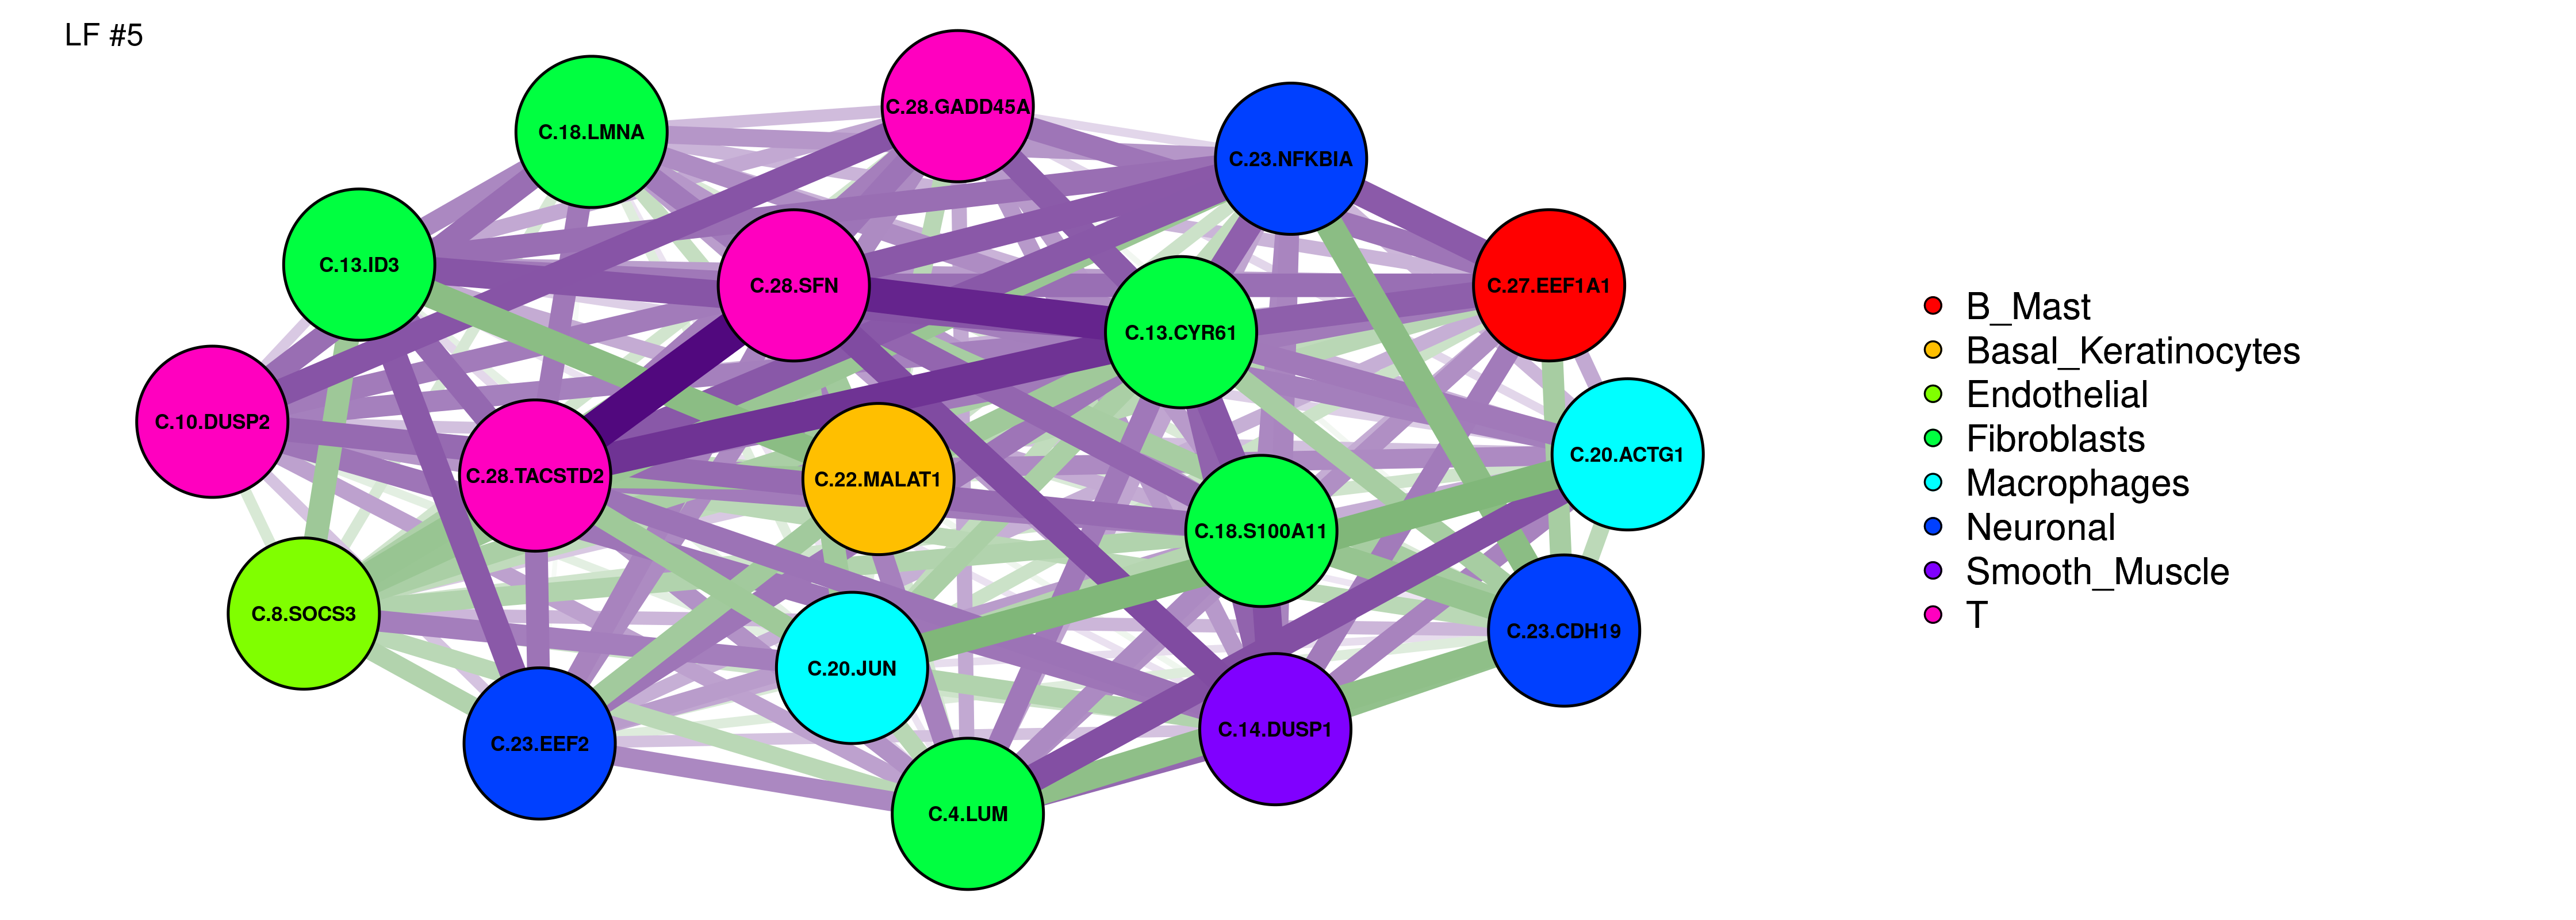 LF #5
C.28.GADD45A
C.18.LMNA
C.23.NFKBIA
C.13.ID3
C.28.SFN
C.27.EEF1A1
C.13.CYR61
C.10.DUSP2
C.20.ACTG1
C.28.TACSTD2
C.22.MALAT1
C.18.S100A11
C.8.SOCS3
C.23.CDH19
C.20.JUN
C.14.DUSP1
C.23.EEF2
C.4.LUM
B_Mast
Basal_Keratinocytes
Endothelial
Fibroblasts
Macrophages
Neuronal
Smooth_Muscle
T